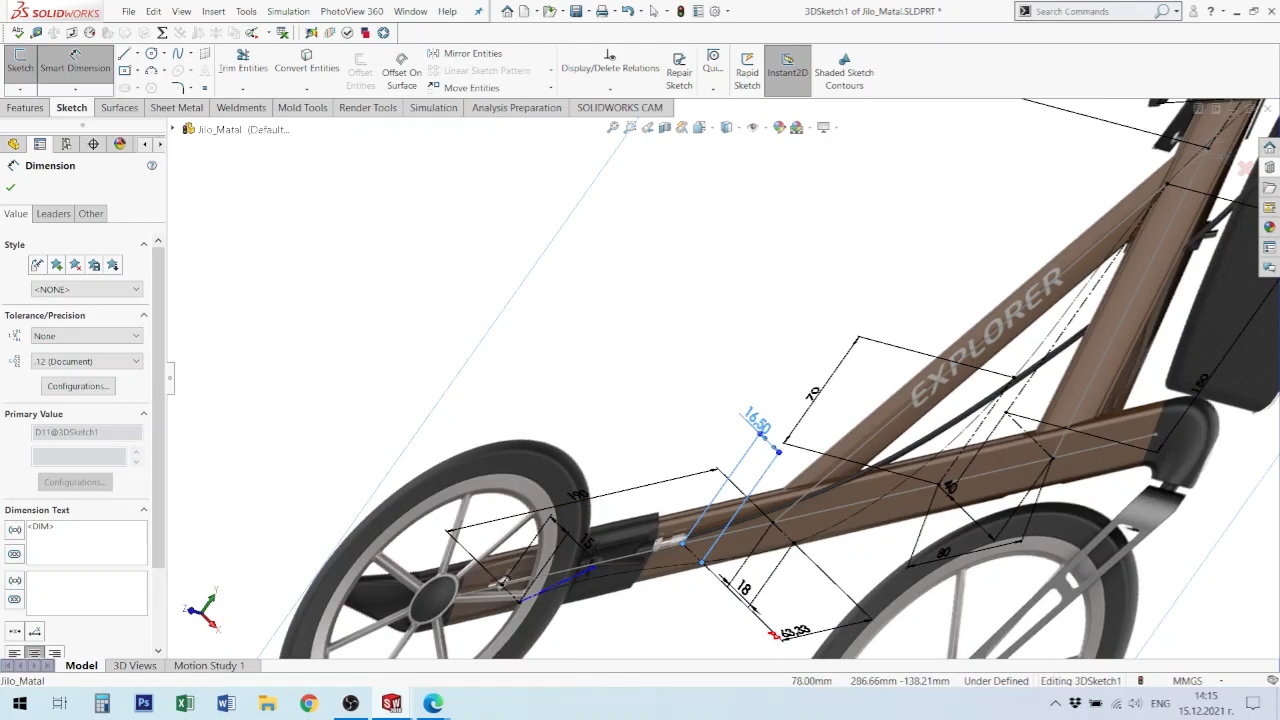 SOLIDWORKS
File Edit View Insert Tools Simulation PhotoView 360 Window Help
3DSketch1 of Jilo_Matal.SLDPRT *
Search Commands
Sketch
Smart Dimension
Trim Entities
Convert Entities
Offset Entities
Offset On Surface
Mirror Entities
Linear Sketch Pattern
Move Entities
Display/Delete Relations
Repair Sketch
Qui...
Rapid Sketch
Instant2D
Shaded Sketch Contours
Features Sketch Surfaces Sheet Metal Weldments Mold Tools Render Tools Simulation Analysis Preparation SOLIDWORKS CAM
Jilo_Matal (Default...
Dimension
Value Leaders Other
Style
<NONE>
Tolerance/Precision
None
.12 (Document)
Configurations...
Primary Value
D11@3DSketch1
Configurations...
Dimension Text
<DIM>
EXPLORER
150
70
16,50
190
15
40
80
18
63,33
Model 3D Views Motion Study 1
Jilo_Matal
78.00mm 286.66mm -138.21mm Under Defined Editing 3DSketch1 MMGS
14:15
ENG
15.12.2021 г.